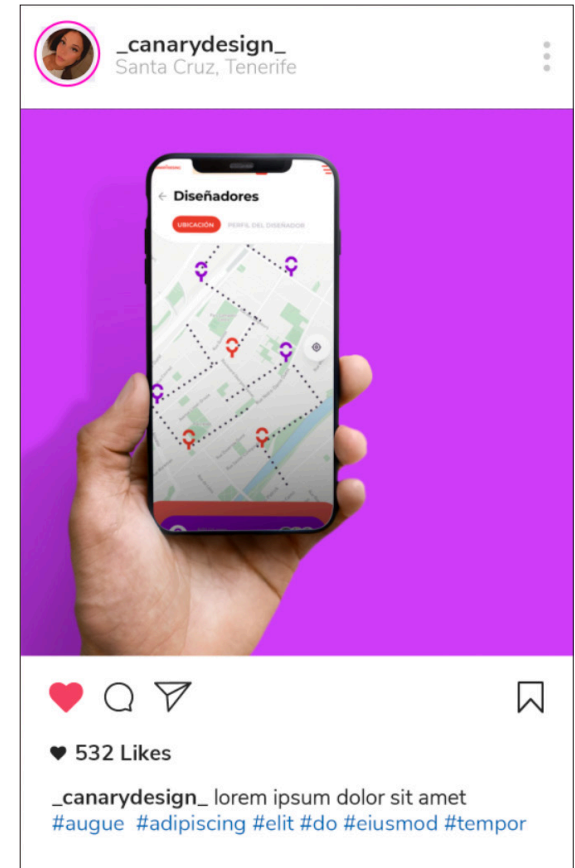 _canarydesign_
Santa Cruz, Tenerife
← Diseñadores
UBICACIÓN PERFIL DEL DISEÑADOR
532 Likes
_canarydesign_ lorem ipsum dolor sit amet
#augue #adipiscing #elit #do #eiusmod #tempor